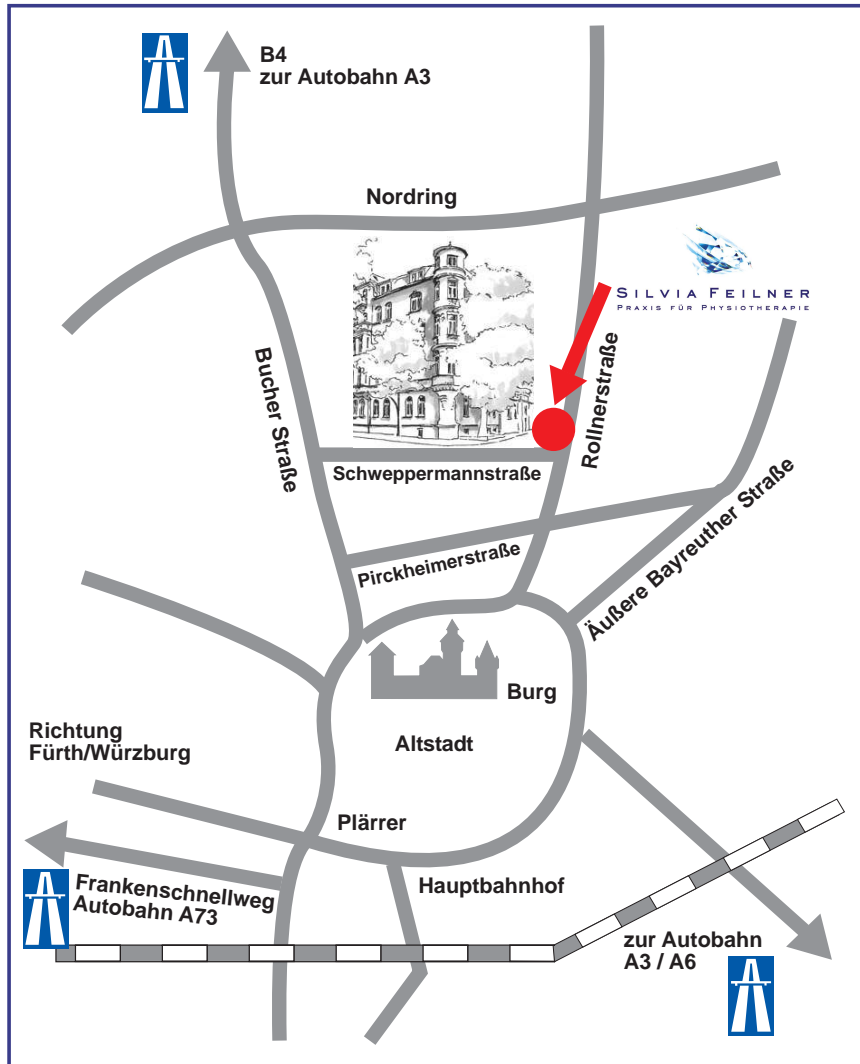 B4
zur Autobahn A3
Nordring
SILVIA FEILNER
PRAXIS FÜR PHYSIOTHERAPIE
Bucher Straße
Rollnerstraße
Schweppermannstraße
Pirckheimerstraße
Äußere Bayreuther Straße
Burg
Altstadt
Richtung
Fürth/Würzburg
Plärrer
Hauptbahnhof
Frankenschnellweg
Autobahn A73
zur Autobahn
A3 / A6